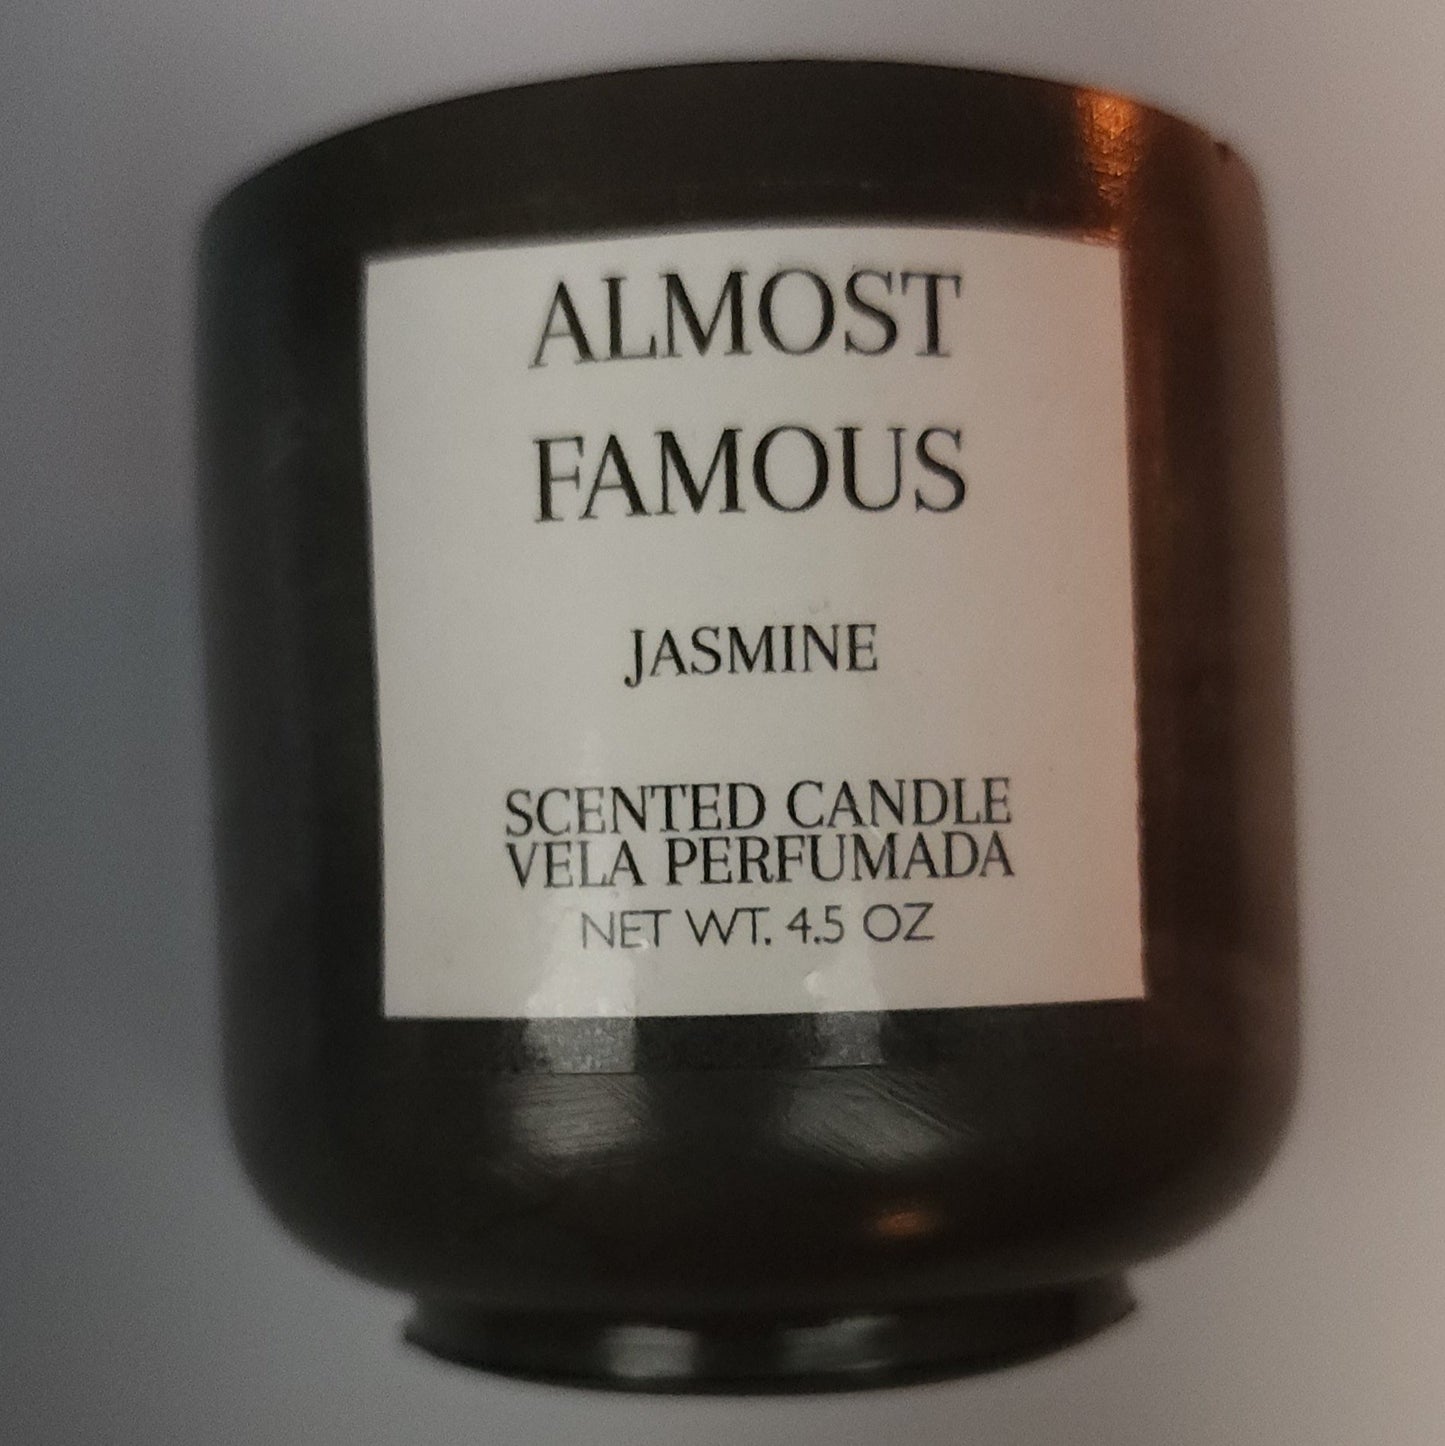 ALMOST
FAMOUS
JASMINE
SCENTED CANDLE
VELA PERFUMADA
NET WT. 4.5 OZ